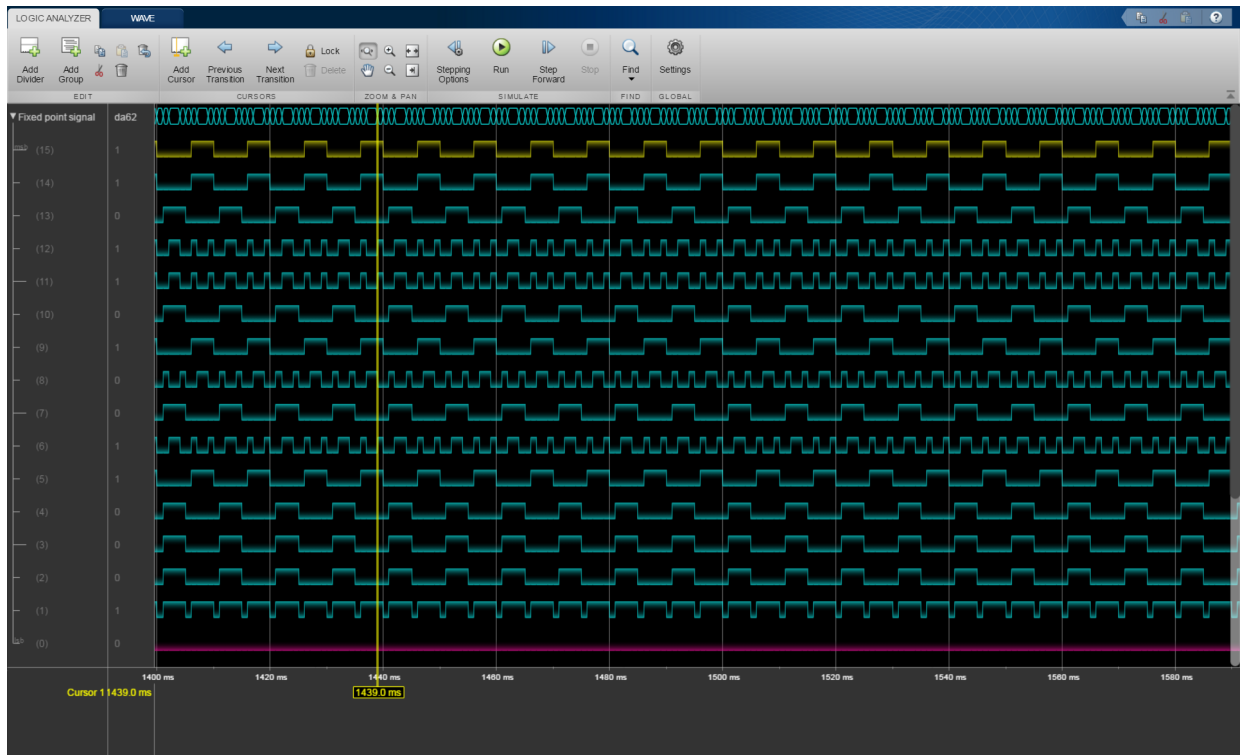 LOGIC ANALYZER WAVE
?
Lock
Delete
Add Divider
Add Group
Add Cursor
Previous Transition
Next Transition
Stepping Options
Run
Step Forward
Stop
Find
Settings
EDIT CURSORS ZOOM & PAN SIMULATE FIND GLOBAL
Fixed point signal da62
msb (15) 1
(14) 1
(13) 0
(12) 1
(11) 1
(10) 0
(9) 1
(8) 0
(7) 0
(6) 1
(5) 1
(4) 0
(3) 0
(2) 0
(1) 1
lsb (0) 0
1400 ms 1420 ms 1440 ms 1460 ms 1480 ms 1500 ms 1520 ms 1540 ms 1560 ms 1580 ms
Cursor 1 1439.0 ms 1439.0 ms